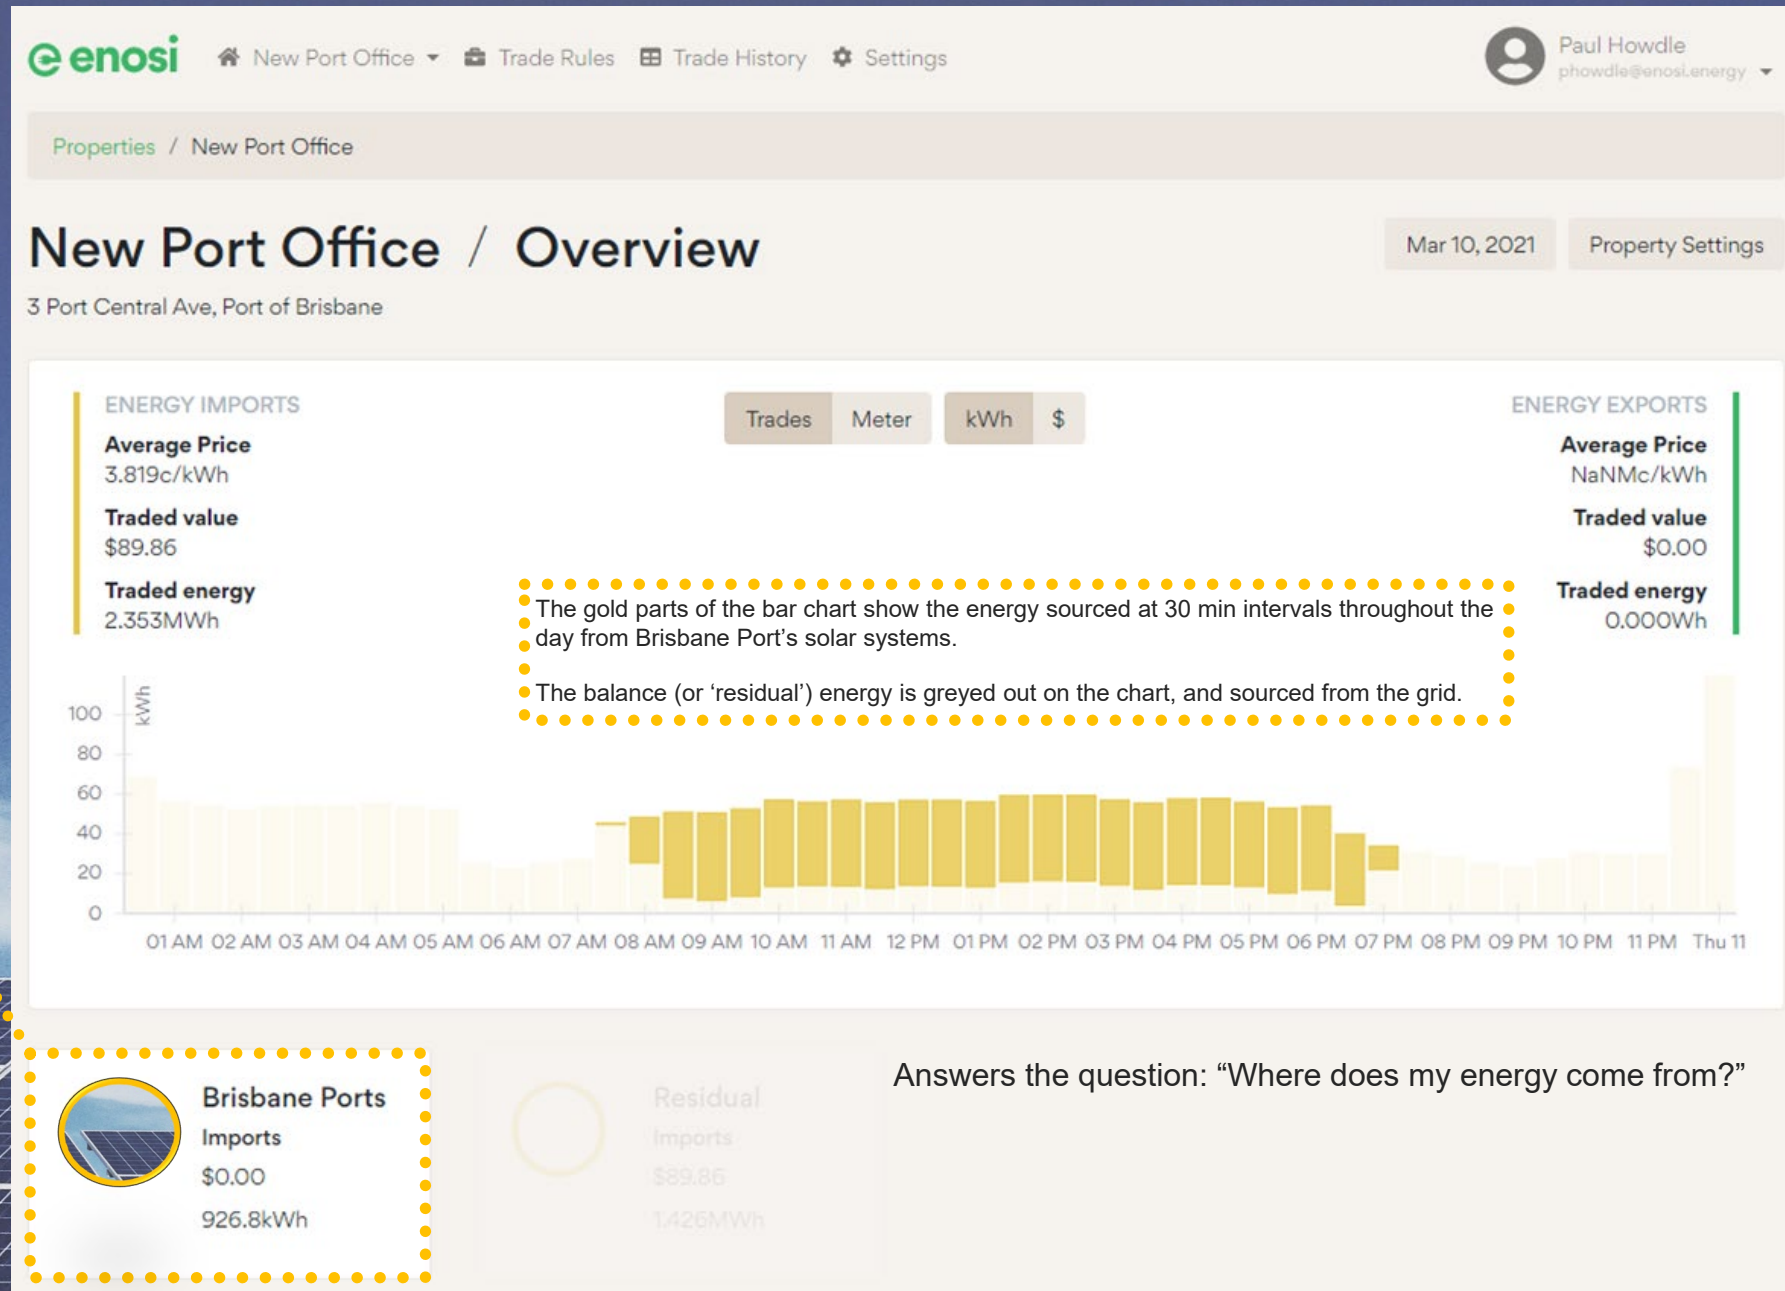 enosi New Port Office Trade Rules Trade History Settings
Paul Howdle
phowdle@enosi.energy
Properties / New Port Office
New Port Office / Overview
Mar 10, 2021 Property Settings
3 Port Central Ave, Port of Brisbane
ENERGY IMPORTS
Average Price
3.819c/kWh
Traded value
$89.86
Traded energy
2.353MWh
Trades Meter kWh $
ENERGY EXPORTS
Average Price
NaNMc/kWh
Traded value
$0.00
Traded energy
0.000Wh
The gold parts of the bar chart show the energy sourced at 30 min intervals throughout the
day from Brisbane Port’s solar systems.
The balance (or ‘residual’) energy is greyed out on the chart, and sourced from the grid.
kWh
100
80
60
40
20
0
01 AM 02 AM 03 AM 04 AM 05 AM 06 AM 07 AM 08 AM 09 AM 10 AM 11 AM 12 PM 01 PM 02 PM 03 PM 04 PM 05 PM 06 PM 07 PM 08 PM 09 PM 10 PM 11 PM Thu 11
Brisbane Ports
Imports
$0.00
926.8kWh
Residual
Imports
$89.86
1.426MWh
Answers the question: “Where does my energy come from?”